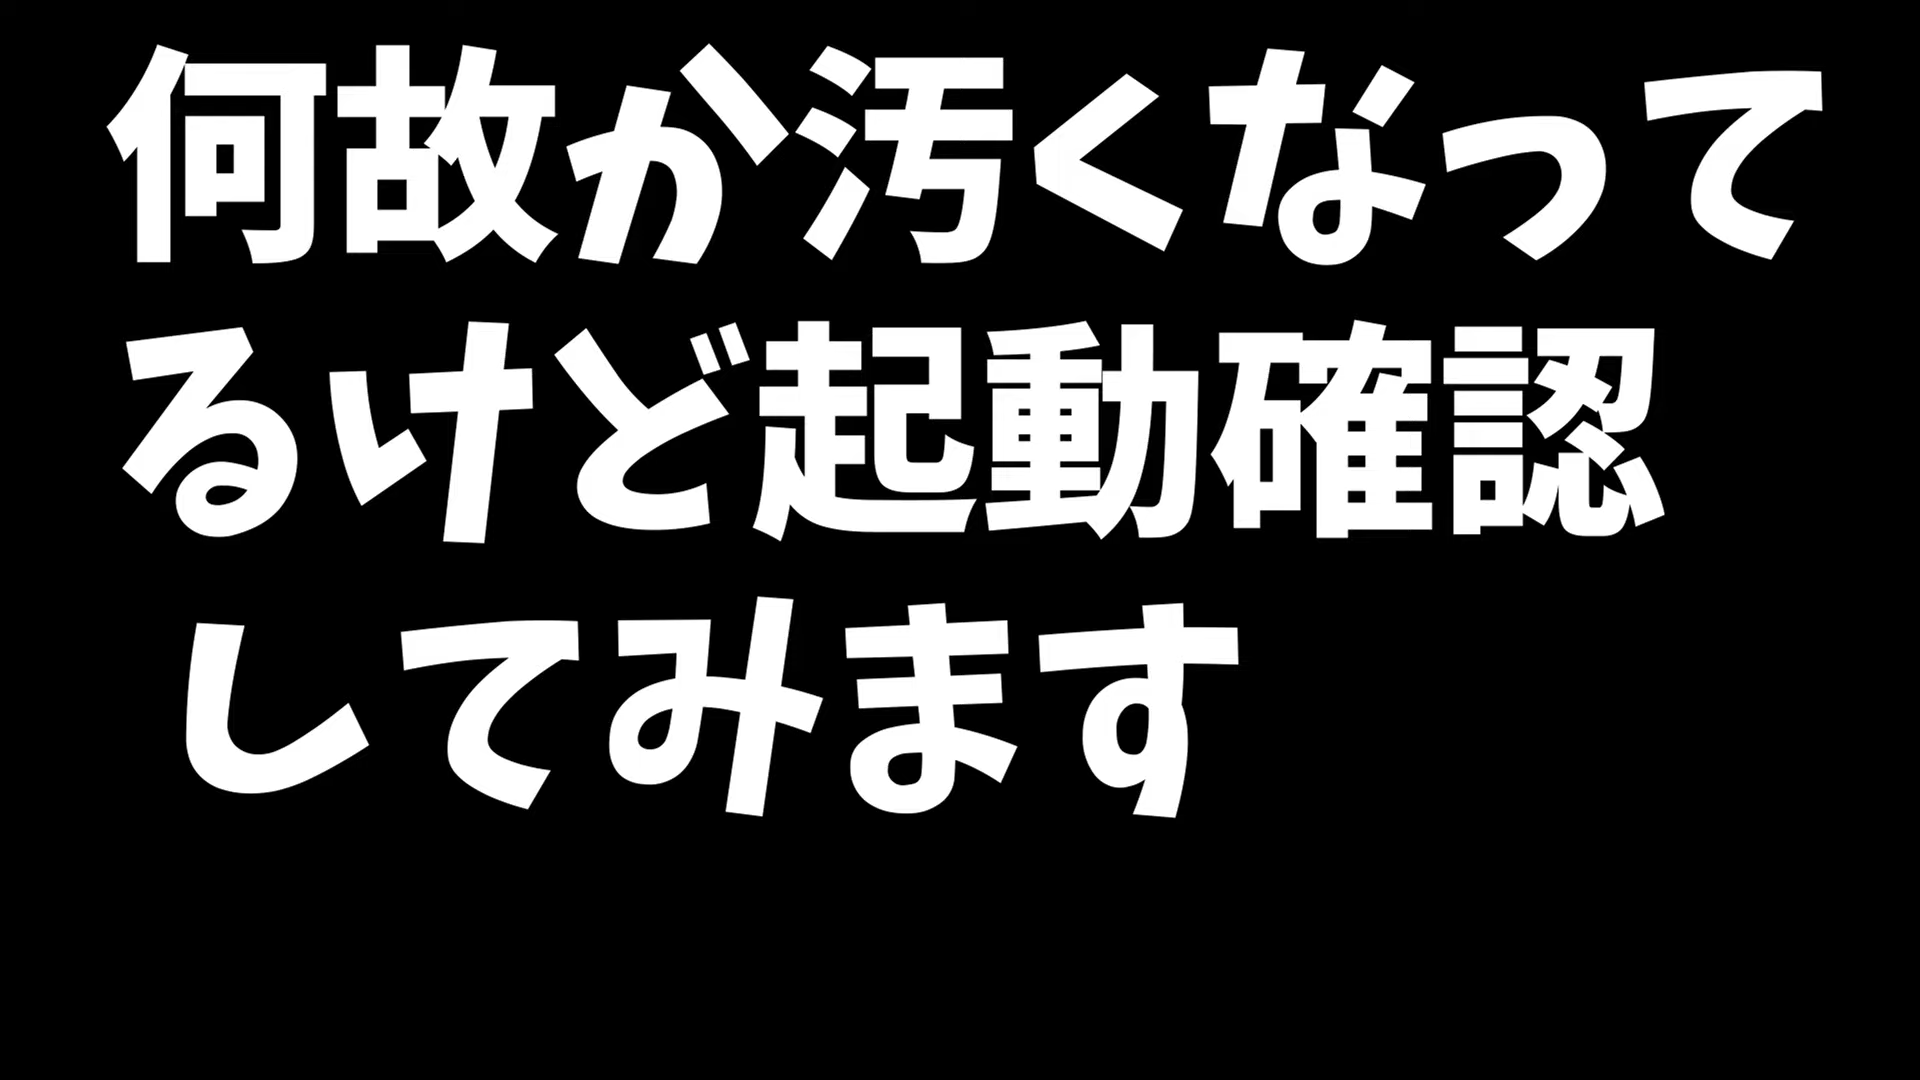 何故か汚くなって
るけど起動確認
してみます